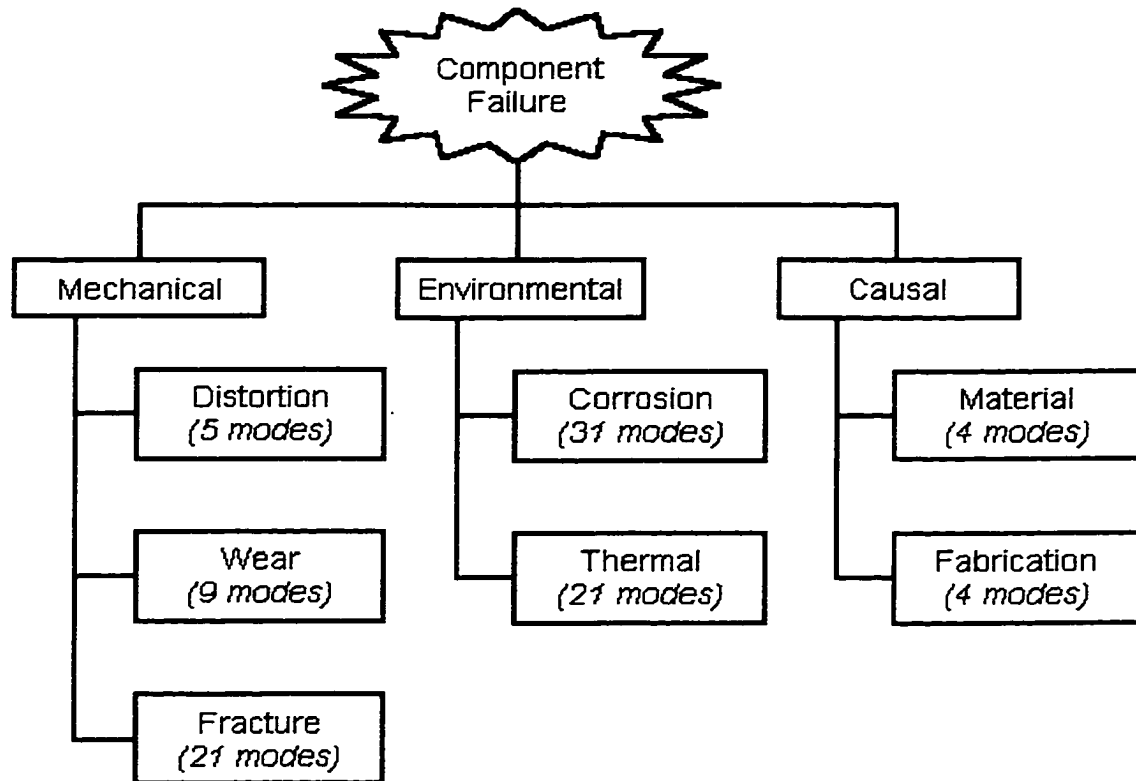 Component
Failure
Mechanical
Environmental
Causal
Distortion
(5 modes)
Corrosion
(31 modes)
Material
(4 modes)
Wear
(9 modes)
Thermal
(21 modes)
Fabrication
(4 modes)
Fracture
(21 modes)